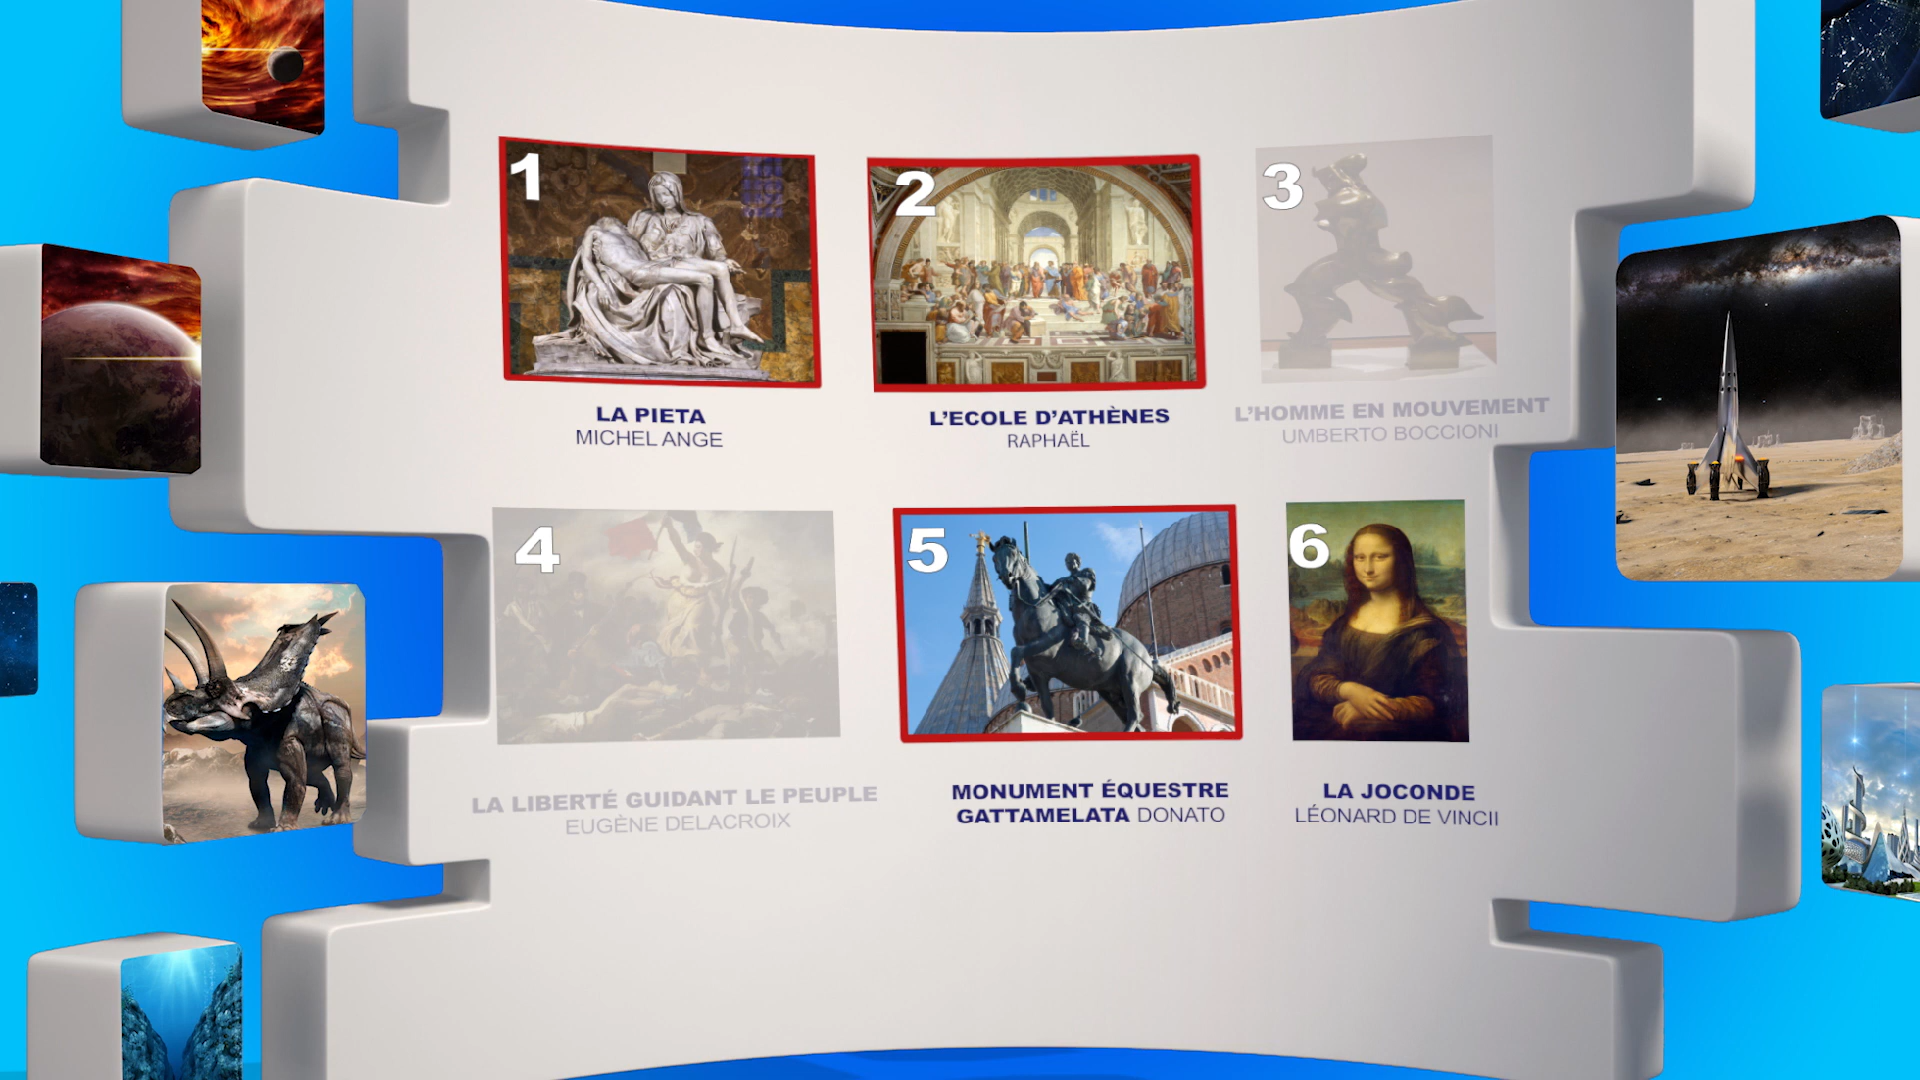 1
LA PIETA
MICHEL ANGE
2
L'ECOLE D'ATHÈNES
RAPHAËL
3
L'HOMME EN MOUVEMENT
UMBERTO BOCCIONI
4
LA LIBERTÉ GUIDANT LE PEUPLE
EUGÈNE DELACROIX
5
MONUMENT ÉQUESTRE
GATTAMELATA DONATO
6
LA JOCONDE
LÉONARD DE VINCII